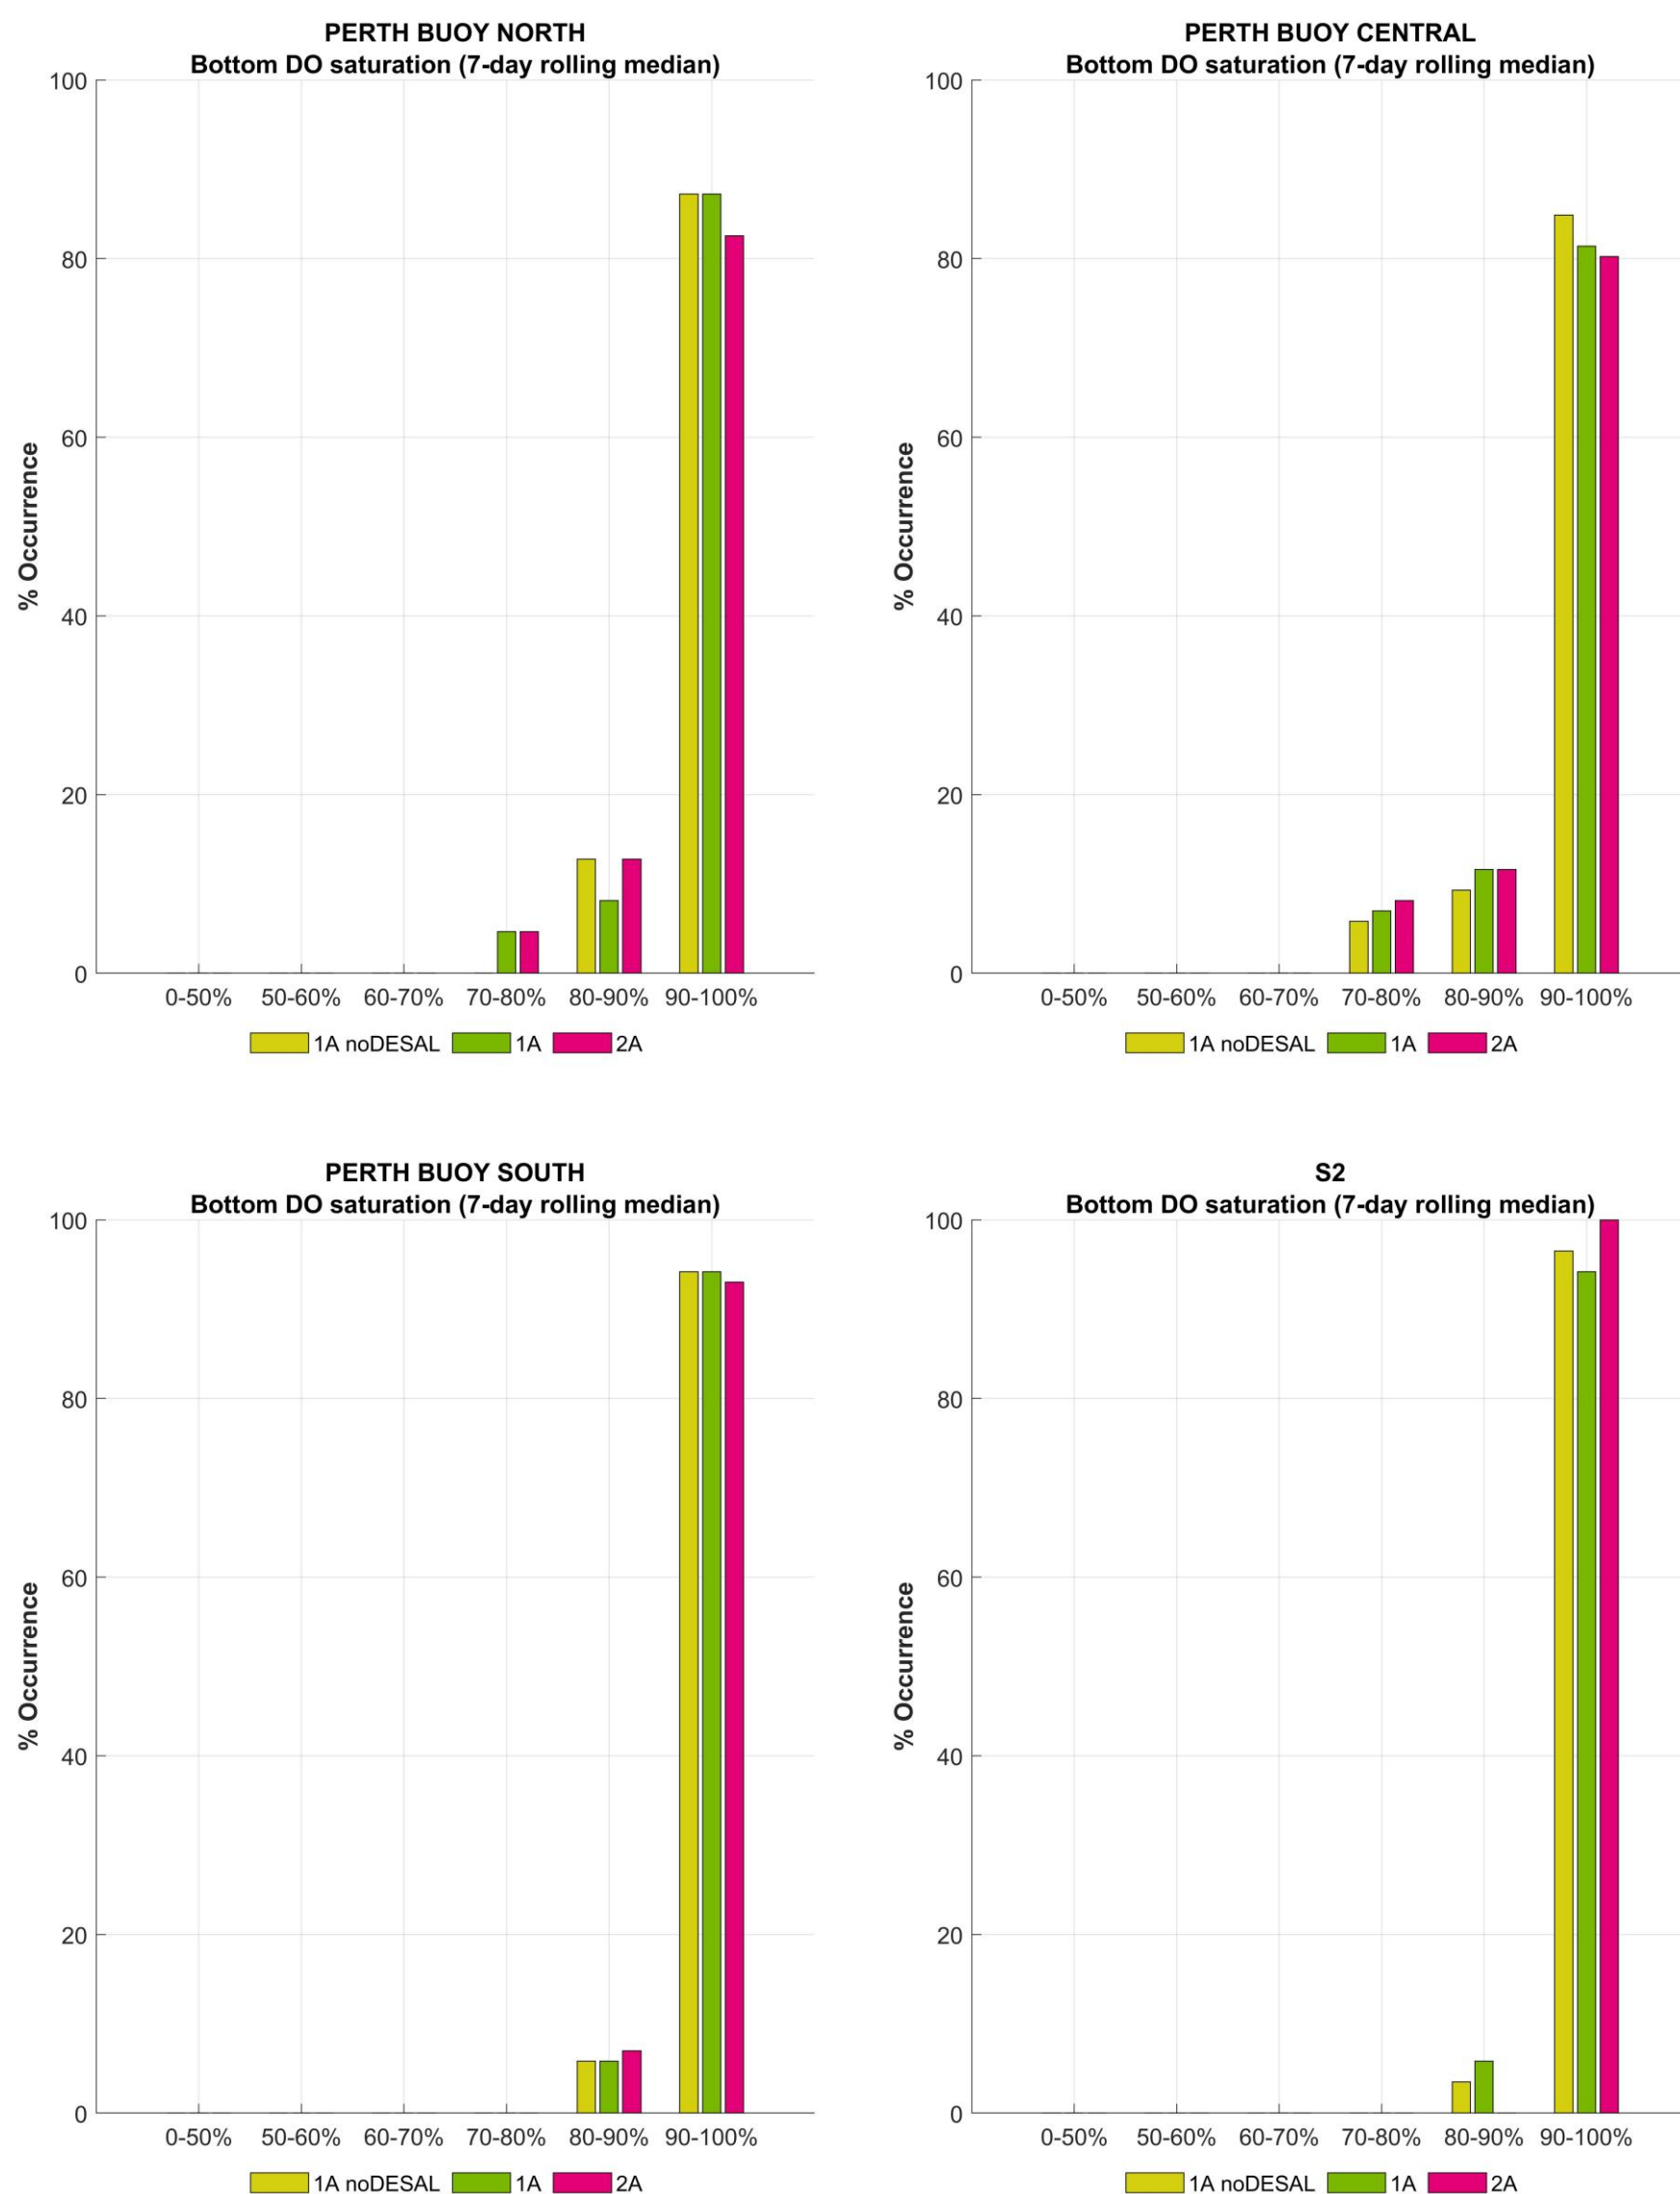 PERTH BUOY NORTH
Bottom DO saturation (7-day rolling median)
100
80
60
40
20
0
% Occurrence
0-50% 50-60% 60-70% 70-80% 80-90% 90-100%
1A noDESAL 1A 2A
PERTH BUOY CENTRAL
Bottom DO saturation (7-day rolling median)
100
80
60
40
20
0
% Occurrence
0-50% 50-60% 60-70% 70-80% 80-90% 90-100%
1A noDESAL 1A 2A
PERTH BUOY SOUTH
Bottom DO saturation (7-day rolling median)
100
80
60
40
20
0
% Occurrence
0-50% 50-60% 60-70% 70-80% 80-90% 90-100%
1A noDESAL 1A 2A
S2
Bottom DO saturation (7-day rolling median)
100
80
60
40
20
0
% Occurrence
0-50% 50-60% 60-70% 70-80% 80-90% 90-100%
1A noDESAL 1A 2A